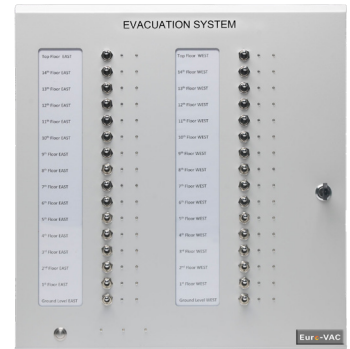 EVACUATION SYSTEM
Top Floor EAST
14th Floor EAST
13th Floor EAST
12th Floor EAST
11th Floor EAST
10th Floor EAST
9th Floor EAST
8th Floor EAST
7th Floor EAST
6th Floor EAST
5th Floor EAST
4th Floor EAST
3rd Floor EAST
2nd Floor EAST
1st Floor EAST
Ground Level EAST
Top Floor WEST
14th Floor WEST
13th Floor WEST
12th Floor WEST
11th Floor WEST
10th Floor WEST
9th Floor WEST
8th Floor WEST
7th Floor WEST
6th Floor WEST
Floor WEST
4th Floor WEST
3rd Floor WEST
2nd Floor WEST
1st Floor WEST
Ground Level WEST
Euro-VAC